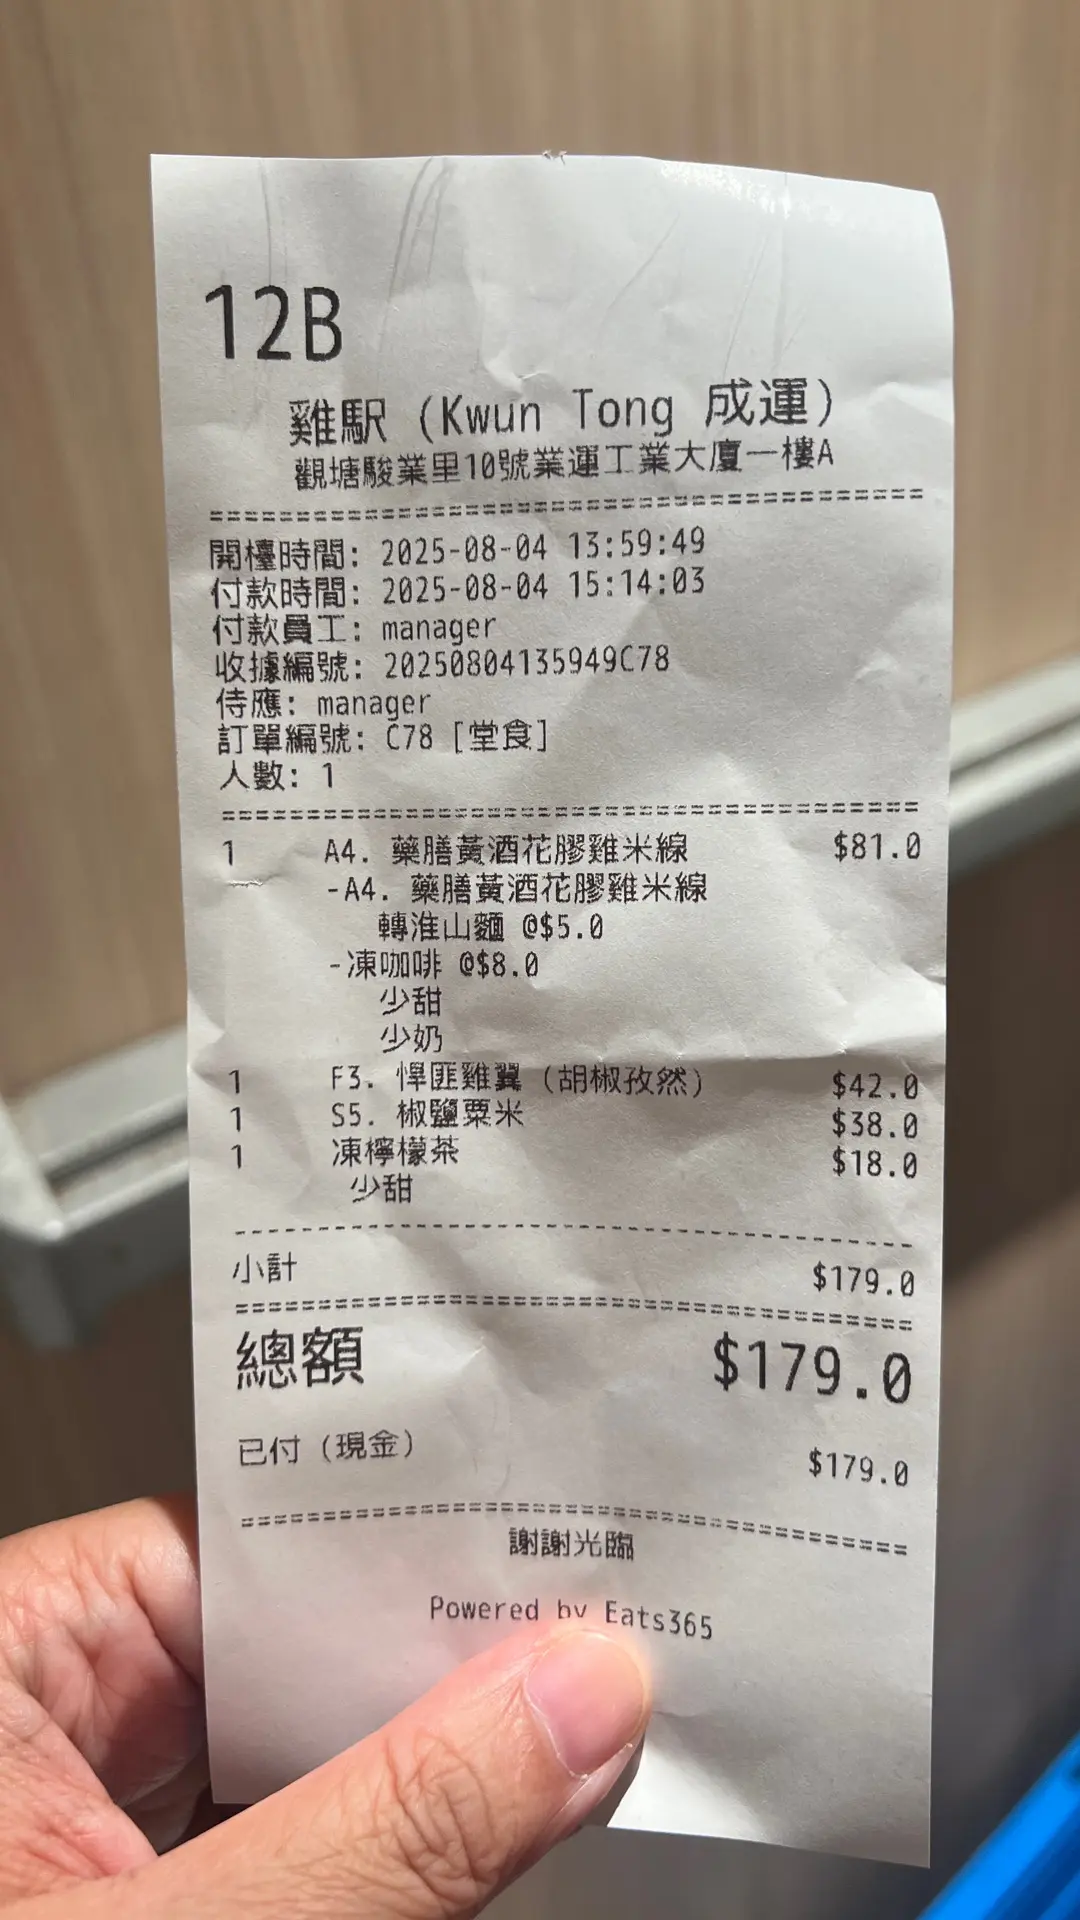 12B
雞駅 (Kwun Tong 成運)
觀塘駿業里10號業運工業大廈一樓A
開檯時間: 2025-08-04 13:59:49
付款時間: 2025-08-04 15:14:03
付款員工: manager
收據編號: 20250804135949C78
侍應: manager
訂單編號: C78 [堂食]
人數: 1
1 A4. 藥膳黃酒花膠雞米線 $81.0
-A4. 藥膳黃酒花膠雞米線
轉淮山麵 @$5.0
-凍咖啡 @$8.0
少甜
少奶
1 F3. 悍匪雞翼 (胡椒孜然) $42.0
1 S5. 椒鹽粟米 $38.0
1 凍檸檬茶 $18.0
少甜
小計 $179.0
總額 $179.0
已付 (現金) $179.0
謝謝光臨
Powered by Eats365